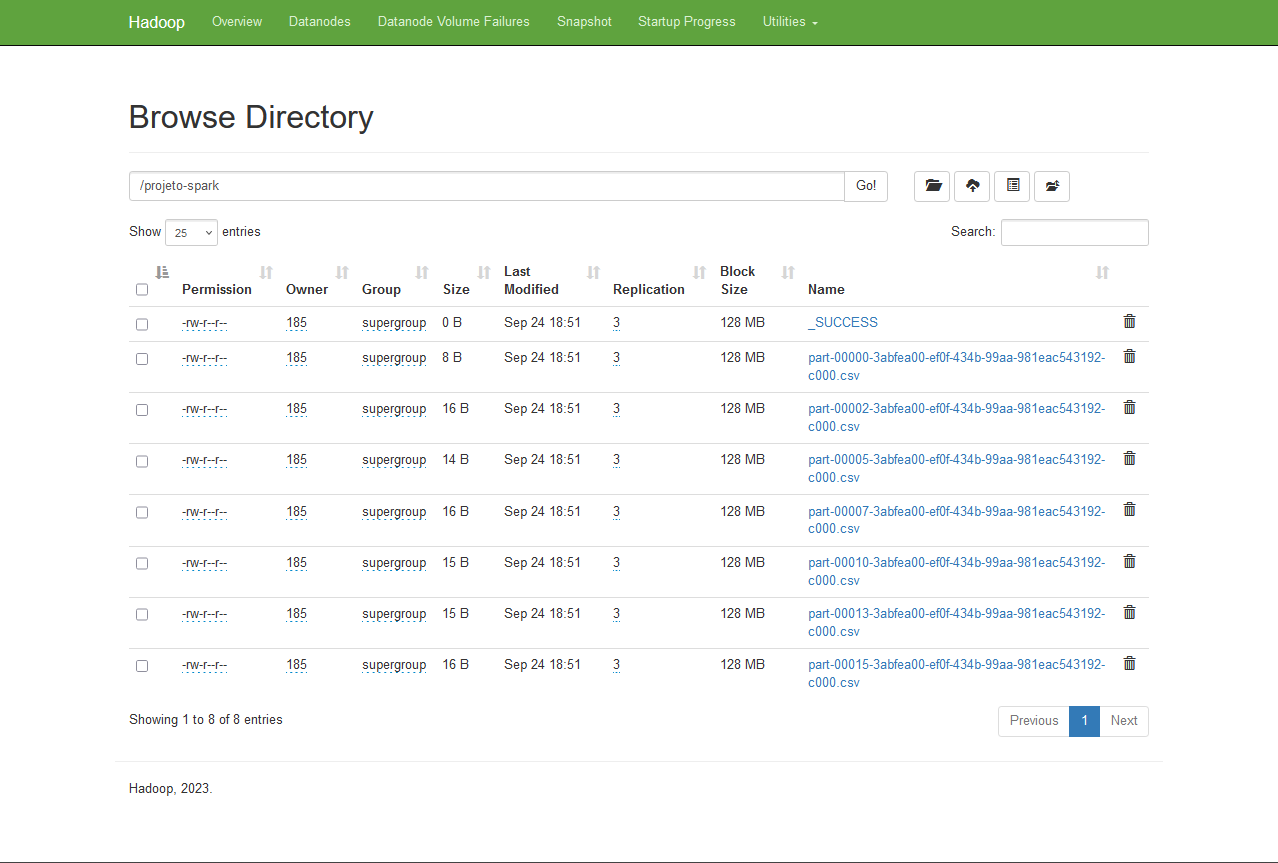 Hadoop Overview Datanodes Datanode Volume Failures Snapshot Startup Progress Utilities
Browse Directory
/projeto-spark Go!
Show 25 entries Search:
Permission Owner Group Size Last Modified Replication Block Size Name
-rw-r--r-- 185 supergroup 0 B Sep 24 18:51 3 128 MB _SUCCESS
-rw-r--r-- 185 supergroup 8 B Sep 24 18:51 3 128 MB part-00000-3abfea00-ef0f-434b-99aa-981eac543192-
c000.csv
-rw-r--r-- 185 supergroup 16 B Sep 24 18:51 3 128 MB part-00002-3abfea00-ef0f-434b-99aa-981eac543192-
c000.csv
-rw-r--r-- 185 supergroup 14 B Sep 24 18:51 3 128 MB part-00005-3abfea00-ef0f-434b-99aa-981eac543192-
c000.csv
-rw-r--r-- 185 supergroup 16 B Sep 24 18:51 3 128 MB part-00007-3abfea00-ef0f-434b-99aa-981eac543192-
c000.csv
-rw-r--r-- 185 supergroup 15 B Sep 24 18:51 3 128 MB part-00010-3abfea00-ef0f-434b-99aa-981eac543192-
c000.csv
-rw-r--r-- 185 supergroup 15 B Sep 24 18:51 3 128 MB part-00013-3abfea00-ef0f-434b-99aa-981eac543192-
c000.csv
-rw-r--r-- 185 supergroup 16 B Sep 24 18:51 3 128 MB part-00015-3abfea00-ef0f-434b-99aa-981eac543192-
c000.csv
Showing 1 to 8 of 8 entries Previous 1 Next
Hadoop, 2023.